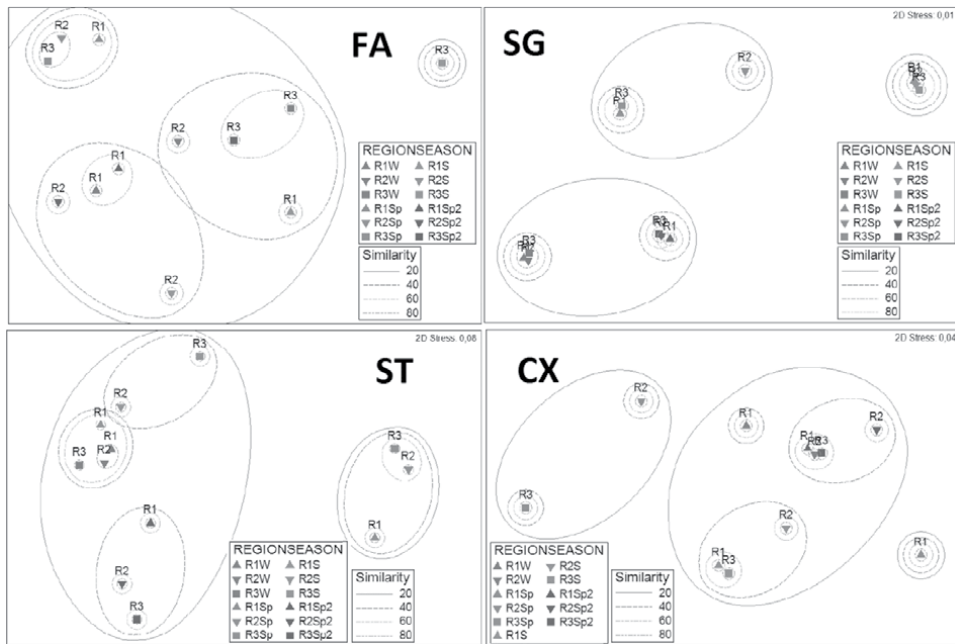 R2 R1
R3
FA
R3
R3
R2
R3
R1
R1
R2
R1
R2
REGIONSEASON
R1W R1S
R2W R2S
R3W R3S
R1Sp R1Sp2
R2Sp R2Sp2
R3Sp R3Sp2
Similarity
20
40
60
80
2D Stress: 0,01
SG
R2
R1
R3
R3
R3
R1
R3
REGIONSEASON
R1W R1S
R2W R2S
R3W R3S
R1Sp R1Sp2
R2Sp R2Sp2
R3Sp R3Sp2
Similarity
20
40
60
80
2D Stress: 0,08
R3
ST
R2
R1
R1
R3 R2
R3
R2
R1
R1
R2
R3
REGIONSEASON
R1W R1S
R2W R2S
R3W R3S
R1Sp R1Sp2
R2Sp R2Sp2
R3Sp R3Sp2
Similarity
20
40
60
80
2D Stress: 0,04
CX
R2
R1
R2
R1
R3
R3
R2
R1
R3
R1
REGIONSEASON
R1W R2S
R2W R3S
R1Sp R1Sp2
R2Sp R2Sp2
R1S R3Sp2
Similarity
20
40
60
80